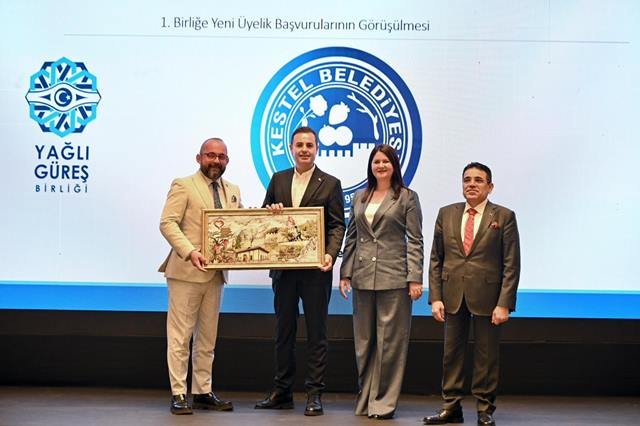 1. Birliğe Yeni Üyelik Başvurularının Görüşülmesi
YAĞLI
GÜREŞ
BİRLİĞİ
KESTEL BELEDİYES